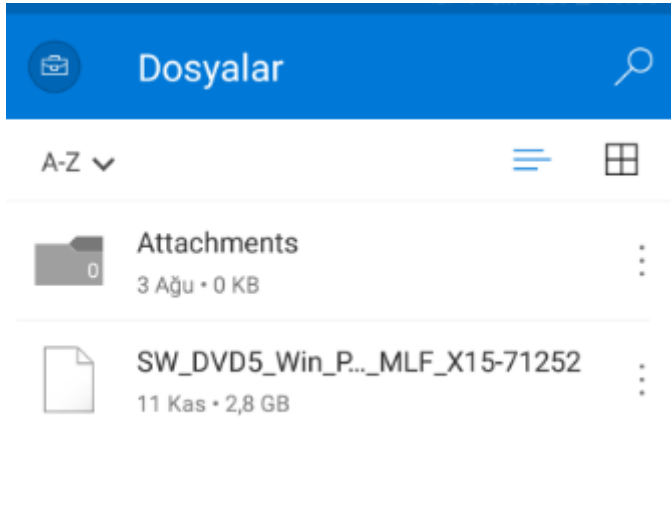 Dosyalar
A-Z
Attachments
0
3 Ağu • 0 KB
SW_DVD5_Win_P..._MLF_X15-71252
11 Kas • 2,8 GB